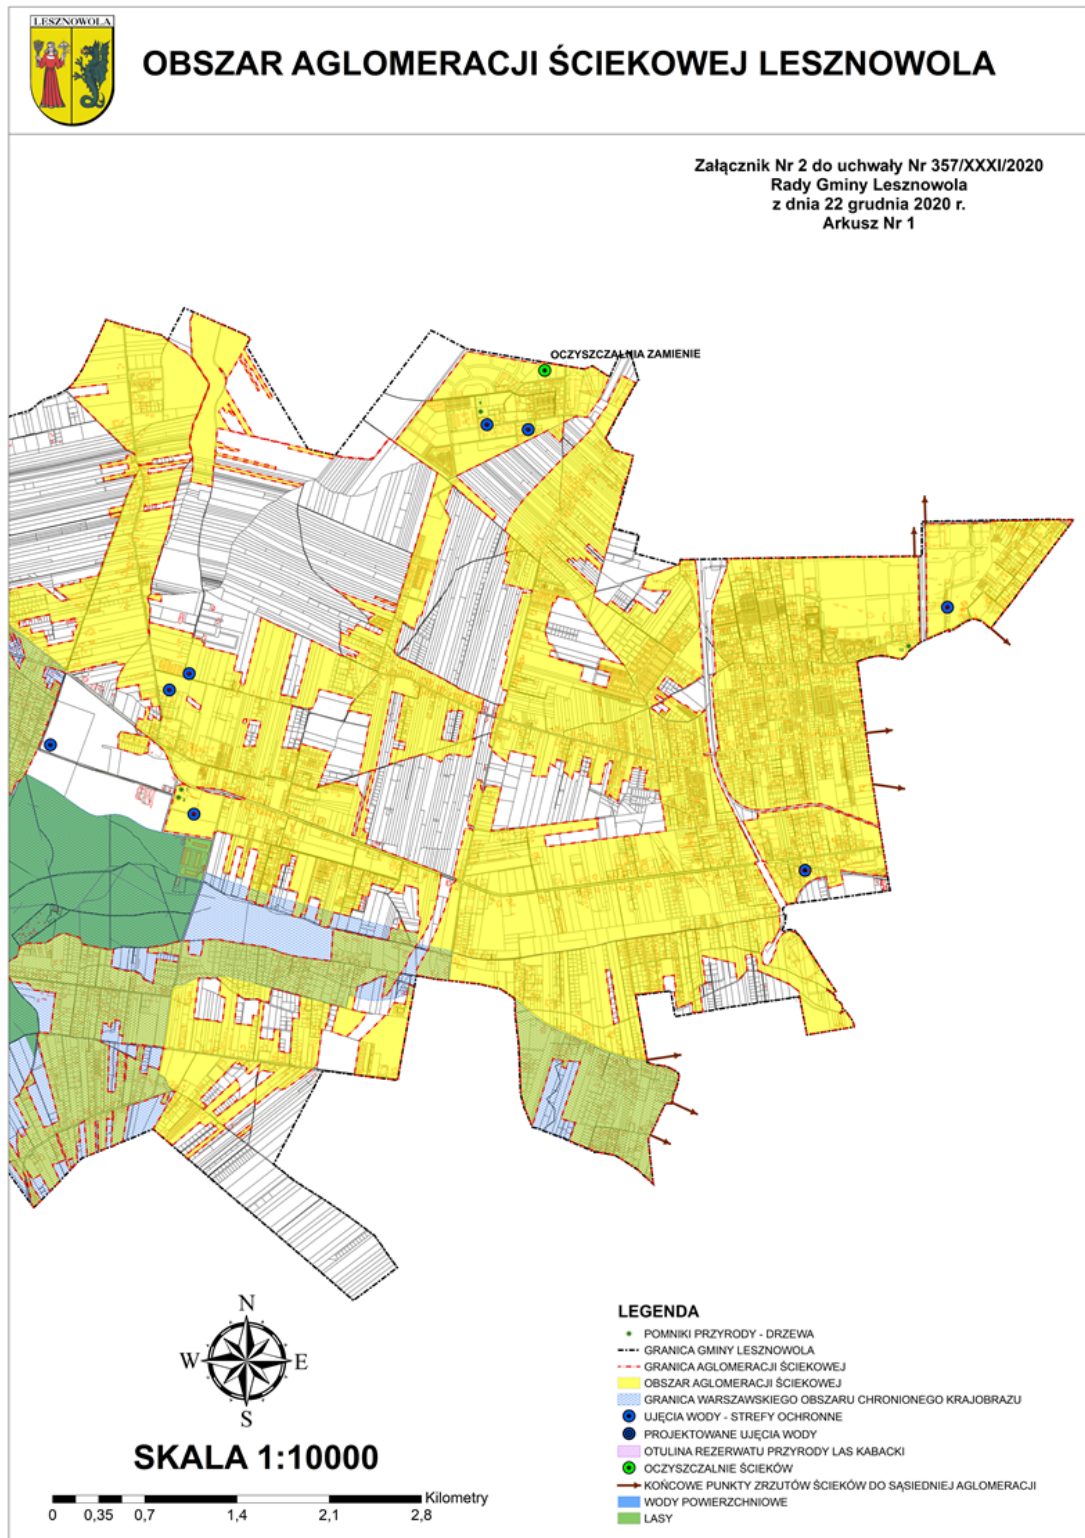 LESZNOWOLA
OBSZAR AGLOMERACJI ŚCIEKOWEJ LESZNOWOLA
Załącznik Nr 2 do uchwały Nr 357/XXXI/2020
Rady Gminy Lesznowola
z dnia 22 grudnia 2020 r.
Arkusz Nr 1
OCZYSZCZALNIA ZAMIENIE
N
W
E
S
SKALA 1:10000
Kilometry
0 0,35 0,7 1,4 2,1 2,8
LEGENDA
POMNIKI PRZYRODY - DRZEWA
GRANICA GMINY LESZNOWOLA
GRANICA AGLOMERACJI ŚCIEKOWEJ
OBSZAR AGLOMERACJI ŚCIEKOWEJ
GRANICA WARSZAWSKIEGO OBSZARU CHRONIONEGO KRAJOBRAZU
UJĘCIA WODY - STREFY OCHRONNE
PROJEKTOWANE UJĘCIA WODY
OTULINA REZERWATU PRZYRODY LAS KABACKI
OCZYSZCZALNIE ŚCIEKÓW
KOŃCOWE PUNKTY ZRZUTÓW ŚCIEKÓW DO SĄSIEDNIEJ AGLOMERACJI
WODY POWIERZCHNIOWE
LASY